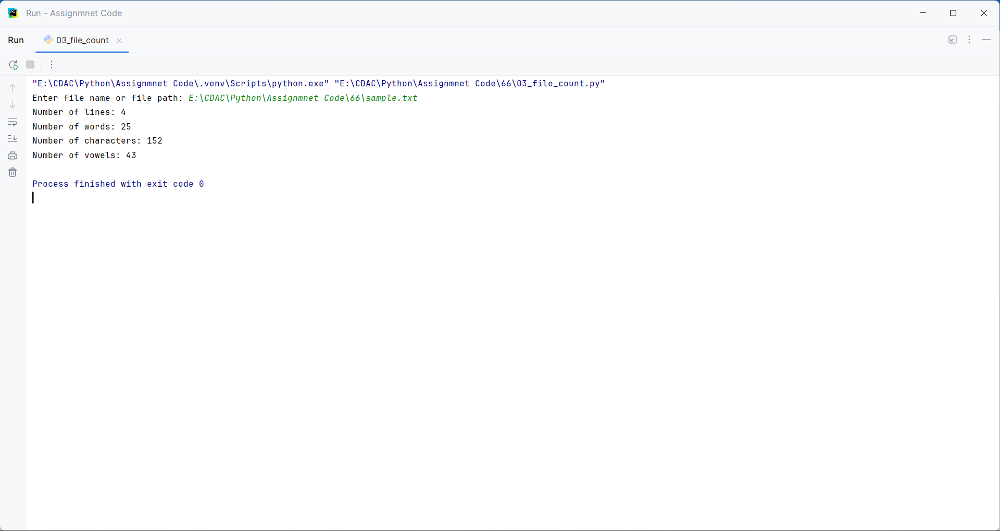 Run - Assignmnet Code
Run 03_file_count
"E:\CDAC\Python\Assignmnet Code\.venv\Scripts\python.exe" "E:\CDAC\Python\Assignmnet Code\66\03_file_count.py"
Enter file name or file path: E:\CDAC\Python\Assignmnet Code\66\sample.txt
Number of lines: 4
Number of words: 25
Number of characters: 152
Number of vowels: 43
Process finished with exit code 0